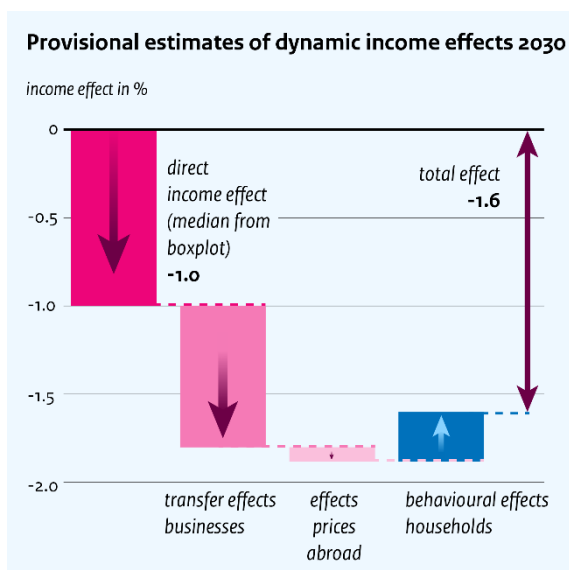 Provisional estimates of dynamic income effects 2030
income effect in %
0
-0.5
-1.0
-1.5
-2.0
direct
income effect
(median from
boxplot)
-1.0
total effect
-1.6
transfer effects
businesses
effects
prices
abroad
behavioural effects
households